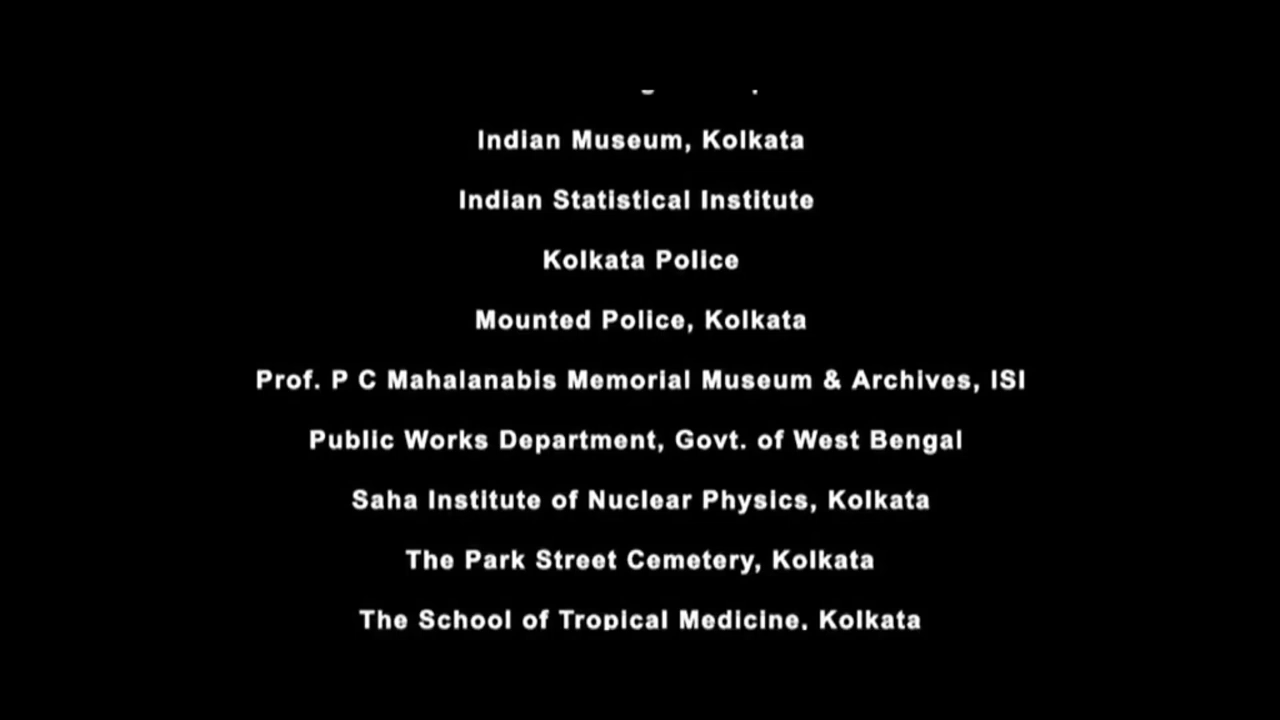 Indian Museum, Kolkata
Indian Statistical Institute
Kolkata Police
Mounted Police, Kolkata
Prof. P C Mahalanabis Memorial Museum & Archives, ISI
Public Works Department, Govt. of West Bengal
Saha Institute of Nuclear Physics, Kolkata
The Park Street Cemetery, Kolkata
The School of Tropical Medicine, Kolkata